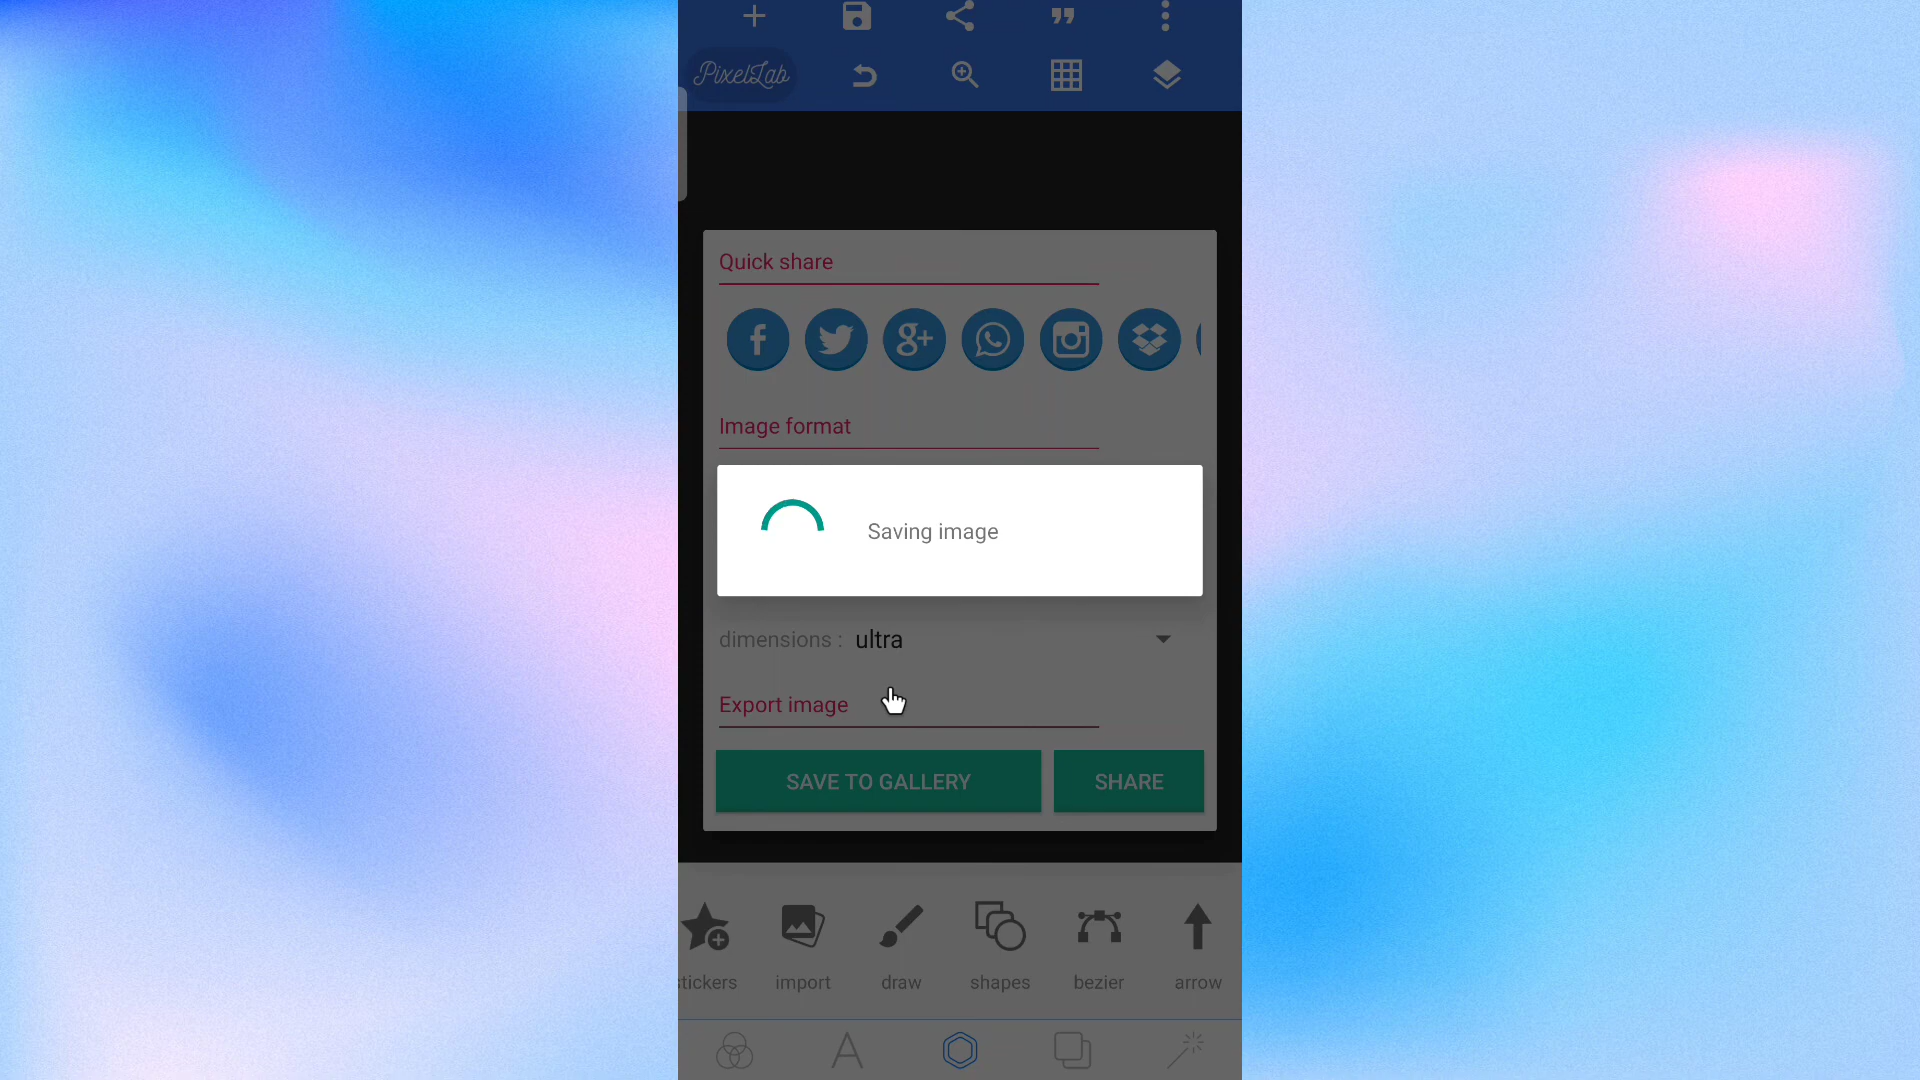 PixelLab
Quick share
Image format
Saving image
dimensions : ultra
Export image
SAVE TO GALLERY SHARE
stickers import draw shapes bezier arrow